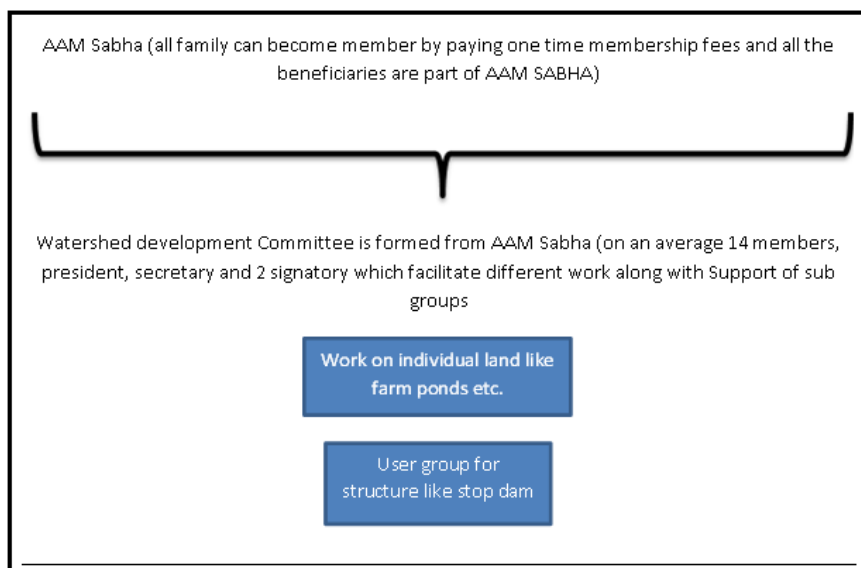 AAM Sabha (all family can become member by paying one time membership fees and all the
beneficiaries are part of AAM SABHA)
Watershed development Committee is formed from AAM Sabha (on an average 14 members,
president, secretary and 2 signatory which facilitate different work along with Support of sub
groups
Work on individual land like
farm ponds etc.
User group for
structure like stop dam